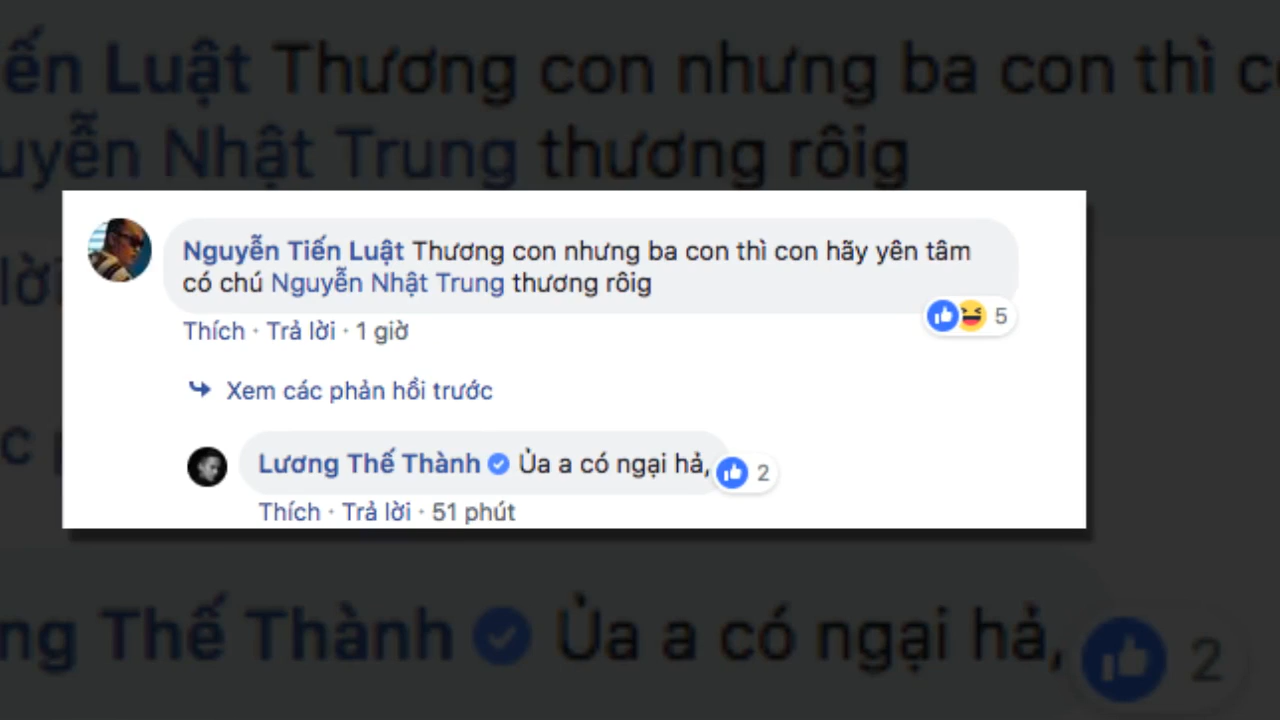 ến Luật Thương con nhưng ba con thì c
uyễn Nhật Trung thương rôig
Nguyễn Tiến Luật Thương con nhưng ba con thì con hãy yên tâm
có chú Nguyễn Nhật Trung thương rôig
5
Thích · Trả lời · 1 giờ
Xem các phản hồi trước
Lương Thế Thành Ủa a có ngại hả,
2
Thích · Trả lời · 51 phút
ng Thế Thành Ủa a có ngại hả,
2